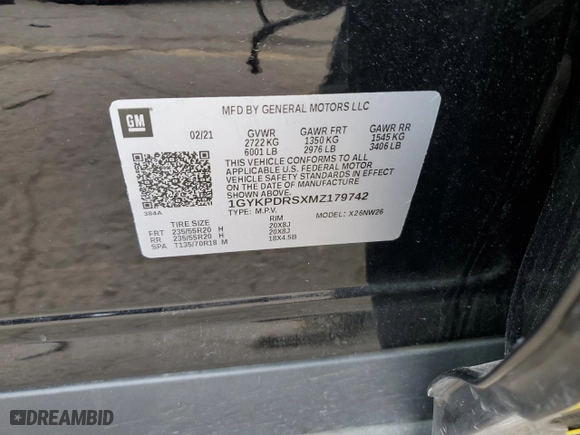 GM
MFD BY GENERAL MOTORS LLC
02/21 GVWR GAWR FRT GAWR RR
2722 KG 1350 KG 1545 KG
6001 LB 2976 LB 3406 LB
THIS VEHICLE CONFORMS TO ALL
APPLICABLE U.S. FEDERAL MOTOR
VEHICLE SAFETY STANDARDS IN EFFECT
ON THE DATE OF MANUFACTURE
SHOWN ABOVE.
1GYKPDRSXMZ179742
384A TYPE: M.P.V. MODEL: X26NW26
TIRE SIZE RIM
FRT 235/55R20 H 20X8J
RR 235/55R20 H 20X8J
SPA T135/70R18 M 18X4.5B
DREAMBID